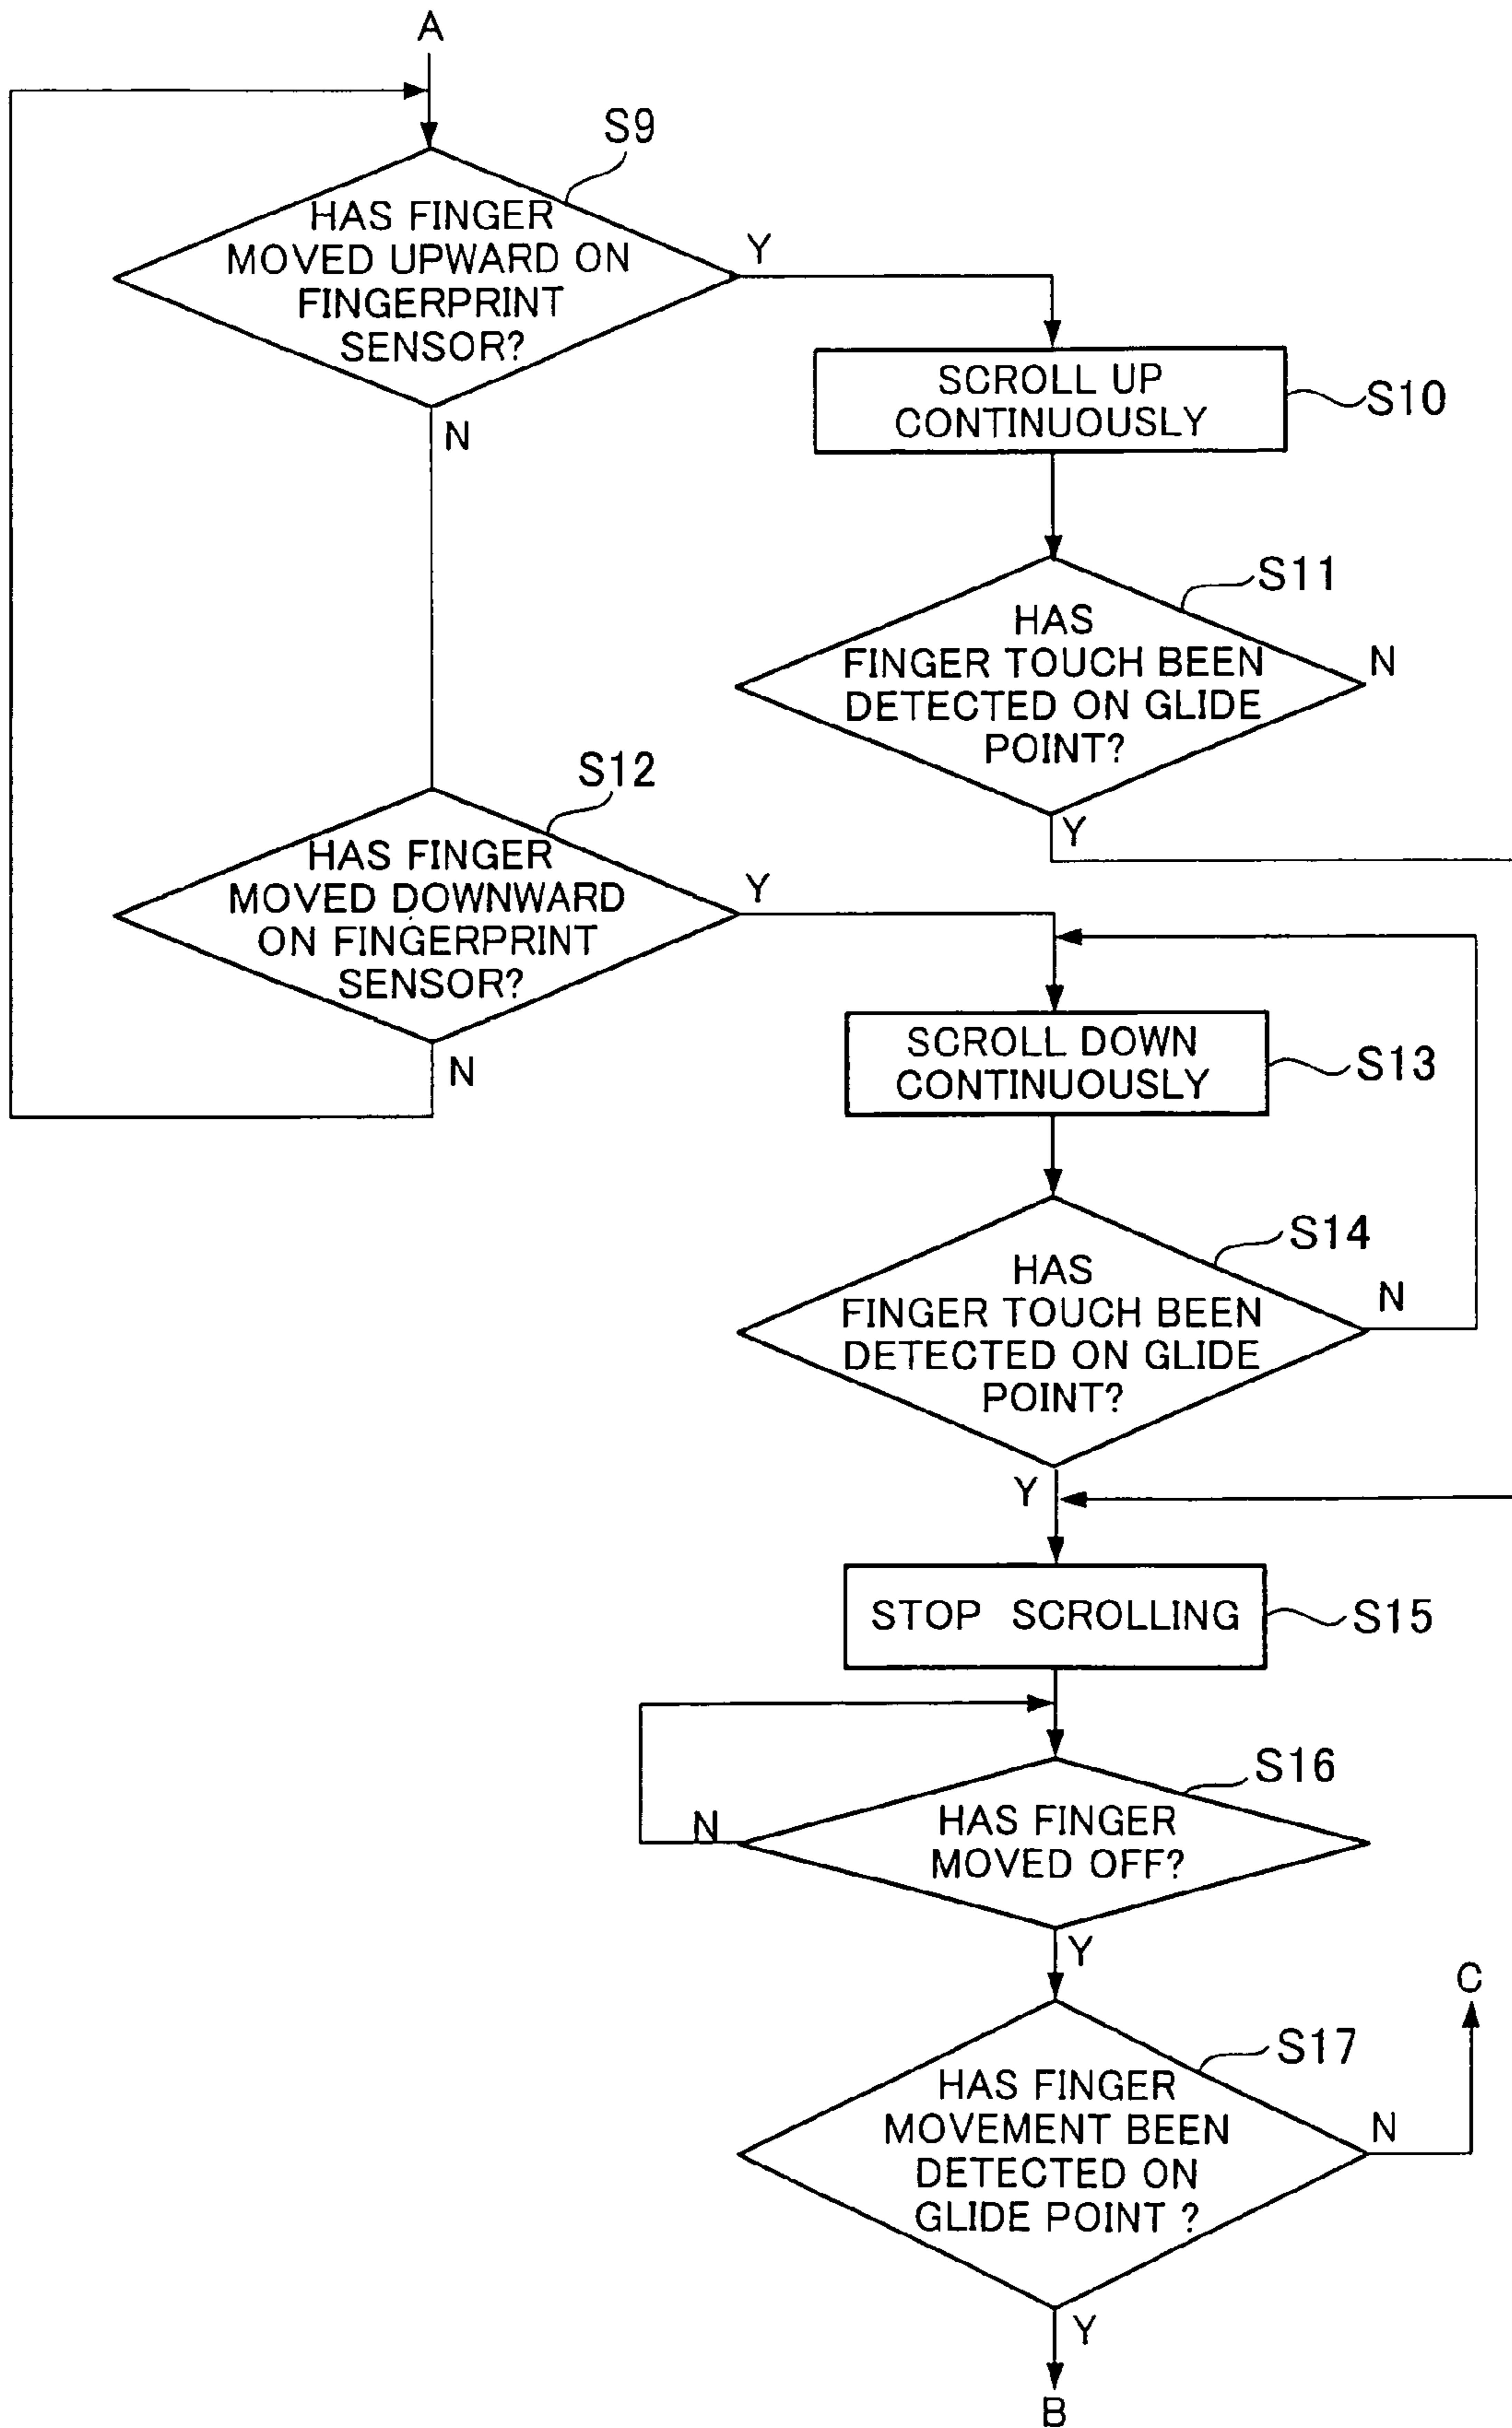 A
S9
HAS FINGER
MOVED UPWARD ON
FINGERPRINT
SENSOR?
Y
N
SCROLL UP
CONTINUOUSLY
S10
S11
HAS
FINGER TOUCH BEEN
DETECTED ON GLIDE
POINT?
N
Y
S12
HAS FINGER
MOVED DOWNWARD
ON FINGERPRINT
SENSOR?
Y
N
SCROLL DOWN
CONTINUOUSLY
S13
S14
HAS
FINGER TOUCH BEEN
DETECTED ON GLIDE
POINT?
N
Y
STOP SCROLLING
S15
S16
HAS FINGER
MOVED OFF?
N
Y
C
S17
HAS FINGER
MOVEMENT BEEN
DETECTED ON
GLIDE POINT ?
N
Y
B